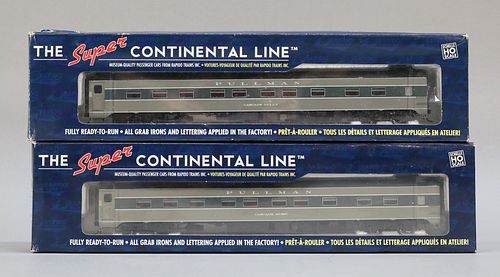 THE Super CONTINENTAL LINE™
ÉCHELLE HO SCALE
MUSEUM-QUALITY PASSENGER CARS FROM RAPIDO TRAINS INC. • VOITURES-VOYAGEUR DE QUALITÉ PAR RAPIDO TRAINS INC.
PULLMAN
FULLY READY-TO-RUN • ALL GRAB IRONS AND LETTERING APPLIED IN THE FACTORY! • PRÊT-À-ROULER • TOUS LES DÉTAILS ET LETTERAGE APPLIQUÉS EN ATELIER!
THE Super CONTINENTAL LINE™
ÉCHELLE HO SCALE
MUSEUM-QUALITY PASSENGER CARS FROM RAPIDO TRAINS INC. • VOITURES-VOYAGEUR DE QUALITÉ PAR RAPIDO TRAINS INC.
PULLMAN
FULLY READY-TO-RUN • ALL GRAB IRONS AND LETTERING APPLIED IN THE FACTORY! • PRÊT-À-ROULER • TOUS LES DÉTAILS ET LETTERAGE APPLIQUÉS EN ATELIER!